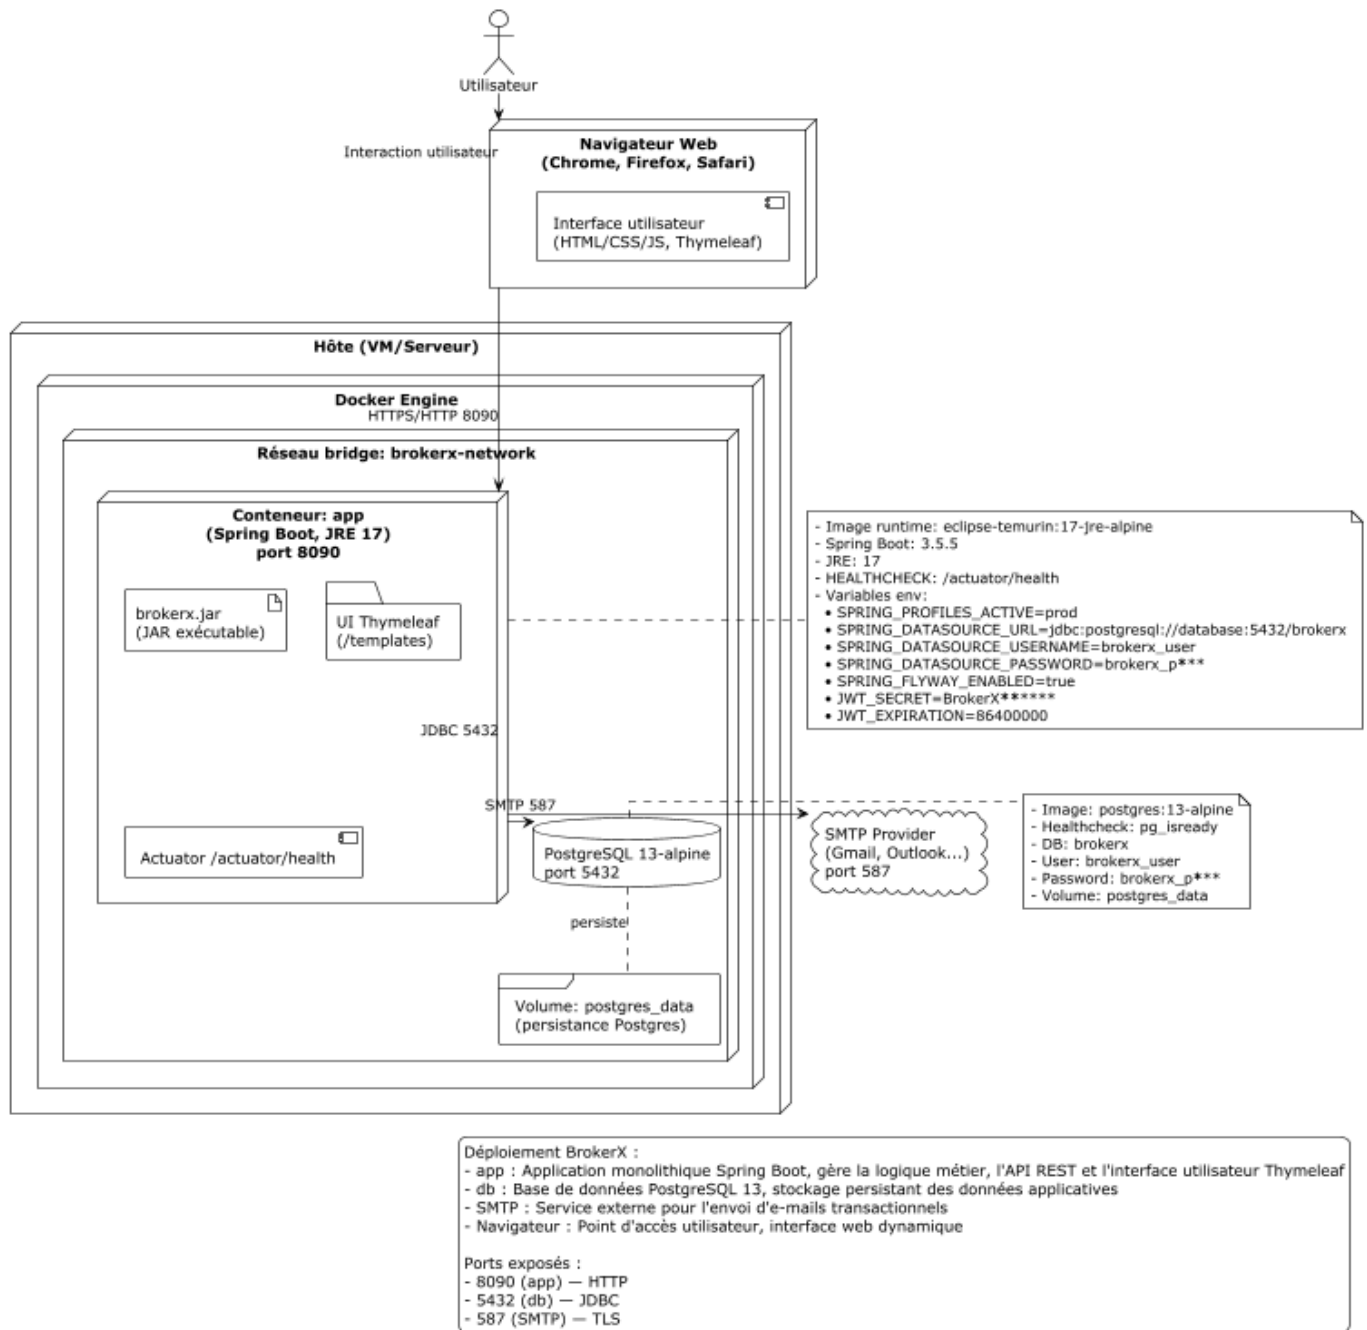 Utilisateur
Interaction utilisateur
Navigateur Web
(Chrome, Firefox, Safari)
Interface utilisateur
(HTML/CSS/JS, Thymeleaf)
Hôte (VM/Serveur)
Docker Engine
HTTPS/HTTP 8090
Réseau bridge: brokerx-network
Conteneur: app
(Spring Boot, JRE 17)
port 8090
brokerx.jar
(JAR exécutable)
UI Thymeleaf
(/templates)
- Image runtime: eclipse-temurin:17-jre-alpine
- Spring Boot: 3.5.5
- JRE: 17
- HEALTHCHECK: /actuator/health
- Variables env:
• SPRING_PROFILES_ACTIVE=prod
• SPRING_DATASOURCE_URL=jdbc:postgresql://database:5432/brokerx
• SPRING_DATASOURCE_USERNAME=brokerx_user
• SPRING_DATASOURCE_PASSWORD=brokerx_p***
• SPRING_FLYWAY_ENABLED=true
• JWT_SECRET=BrokerX******
• JWT_EXPIRATION=86400000
JDBC 5432
SMTP 587
Actuator /actuator/health
PostgreSQL 13-alpine
port 5432
SMTP Provider
(Gmail, Outlook...)
port 587
- Image: postgres:13-alpine
- Healthcheck: pg_isready
- DB: brokerx
- User: brokerx_user
- Password: brokerx_p***
- Volume: postgres_data
persiste
Volume: postgres_data
(persistance Postgres)
Déploiement BrokerX :
- app : Application monolithique Spring Boot, gère la logique métier, l'API REST et l'interface utilisateur Thymeleaf
- db : Base de données PostgreSQL 13, stockage persistant des données applicatives
- SMTP : Service externe pour l'envoi d'e-mails transactionnels
- Navigateur : Point d'accès utilisateur, interface web dynamique
Ports exposés :
- 8090 (app) — HTTP
- 5432 (db) — JDBC
- 587 (SMTP) — TLS